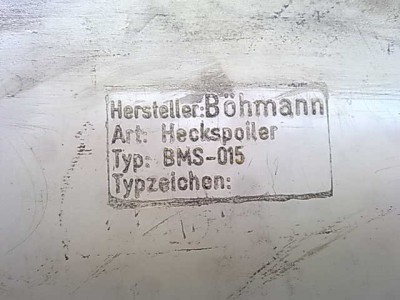 Hersteller:Böhmann
Art: Heckspoiler
Typ: BMS-015
Typzeichen: